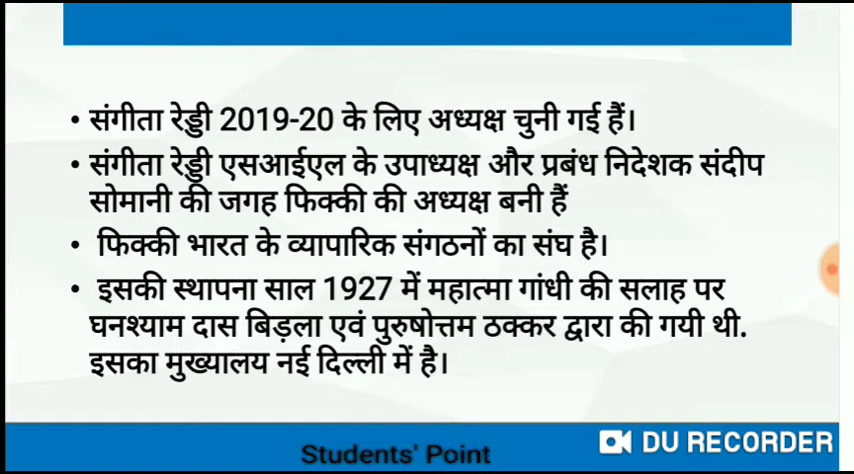 • संगीता रेड्डी 2019-20 के लिए अध्यक्ष चुनी गई हैं।
• संगीता रेड्डी एसआईएल के उपाध्यक्ष और प्रबंध निदेशक संदीप
सोमानी की जगह फिक्की की अध्यक्ष बनी हैं
• फिक्की भारत के व्यापारिक संगठनों का संघ है।
• इसकी स्थापना साल 1927 में महात्मा गांधी की सलाह पर
घनश्याम दास बिड़ला एवं पुरुषोत्तम ठक्कर द्वारा की गयी थी.
इसका मुख्यालय नई दिल्ली में है।
Students' Point
DU RECORDER